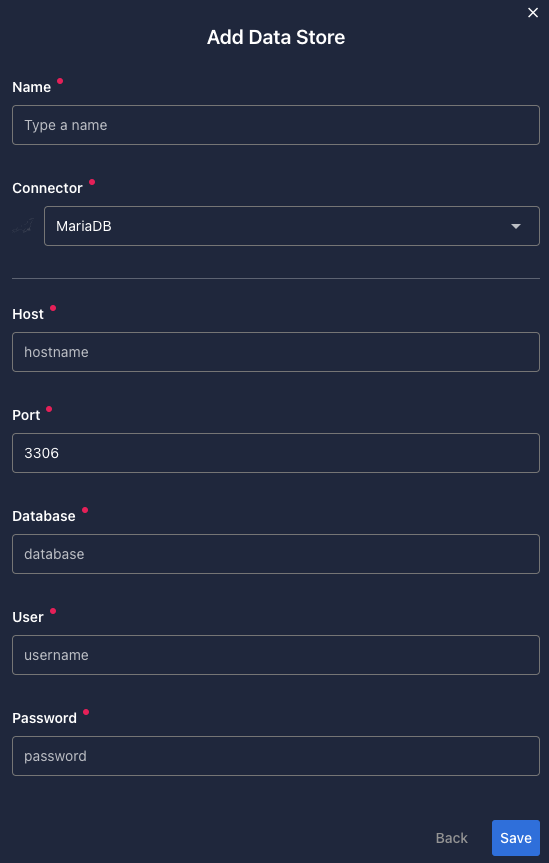 Add Data Store
Name
Type a name
Connector
MariaDB
Host
hostname
Port
3306
Database
database
User
username
Password
password
Back Save